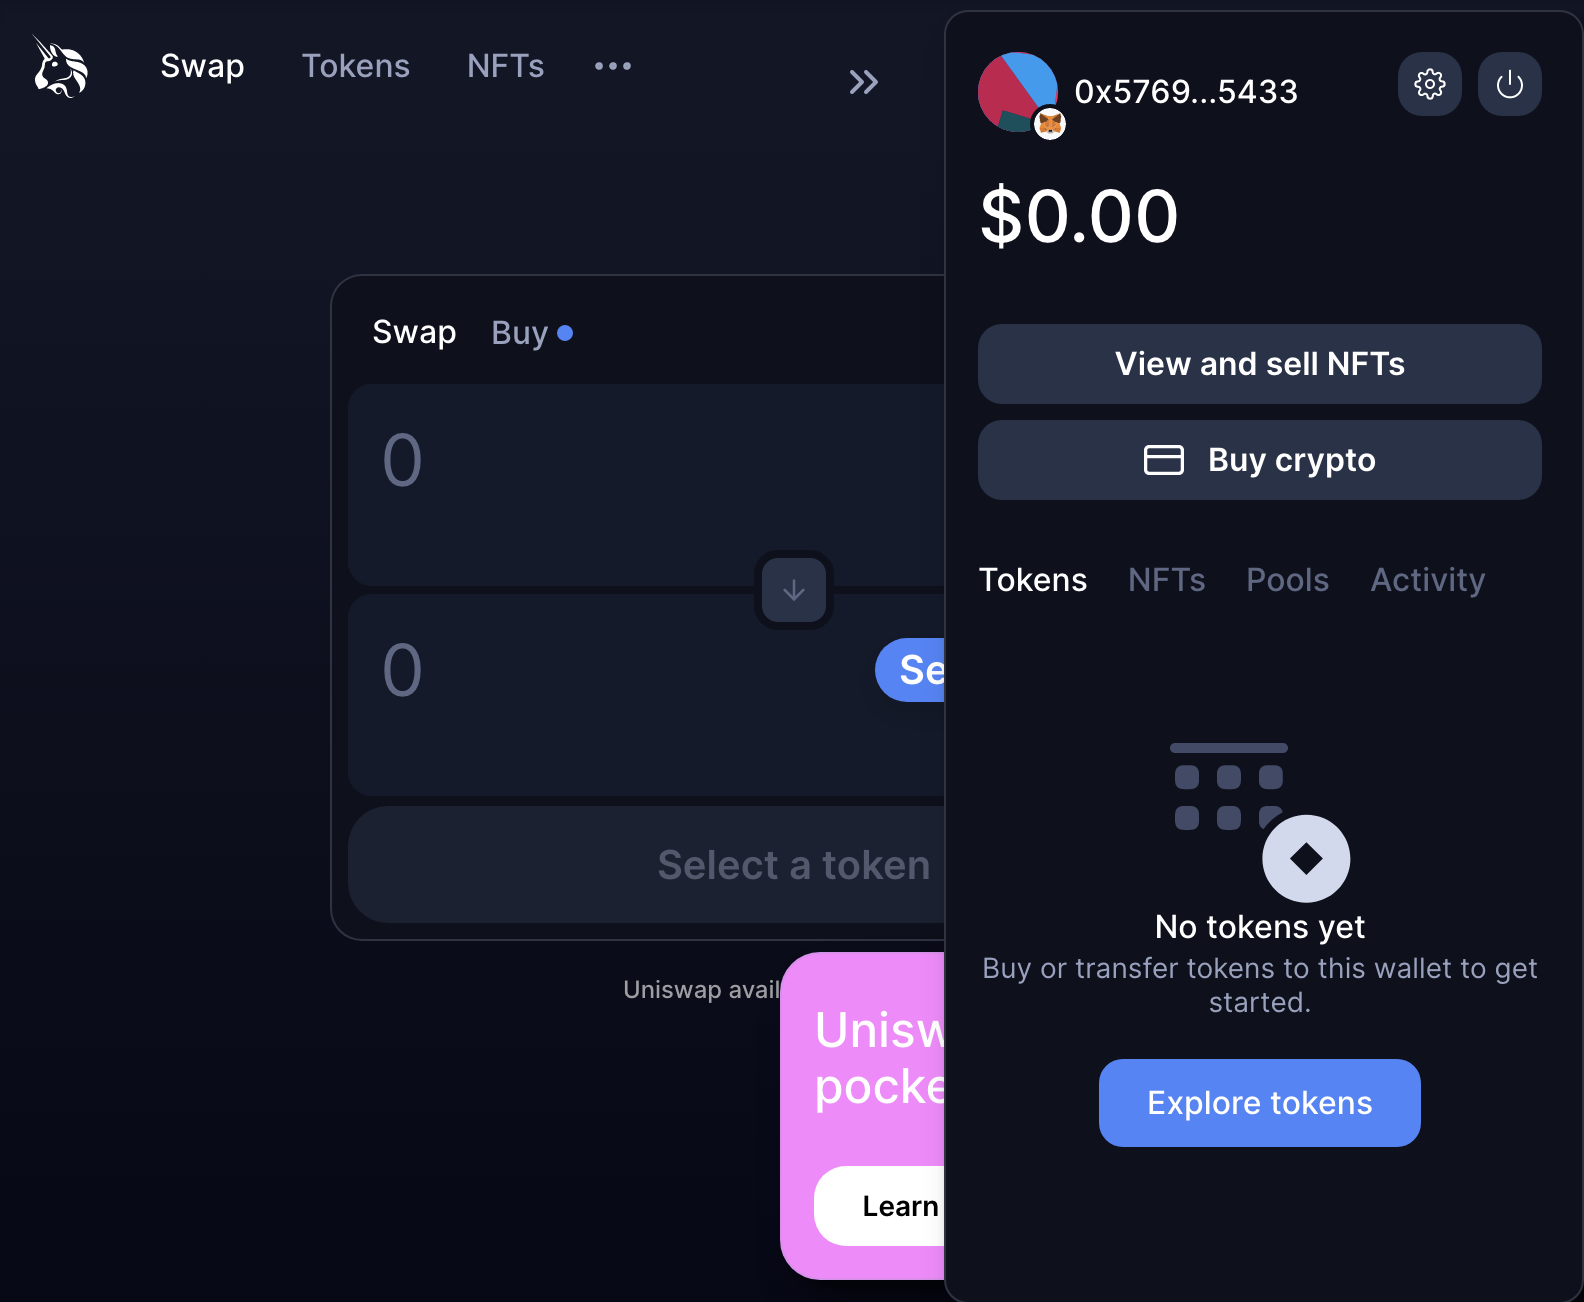 Swap Tokens NFTs
0x5769...5433
$0.00
View and sell NFTs
Buy crypto
Tokens NFTs Pools Activity
No tokens yet
Buy or transfer tokens to this wallet to get
started.
Explore tokens
Swap Buy
0
0
Se
Select a token
Uniswap avail
Unisw
pocke
Learn